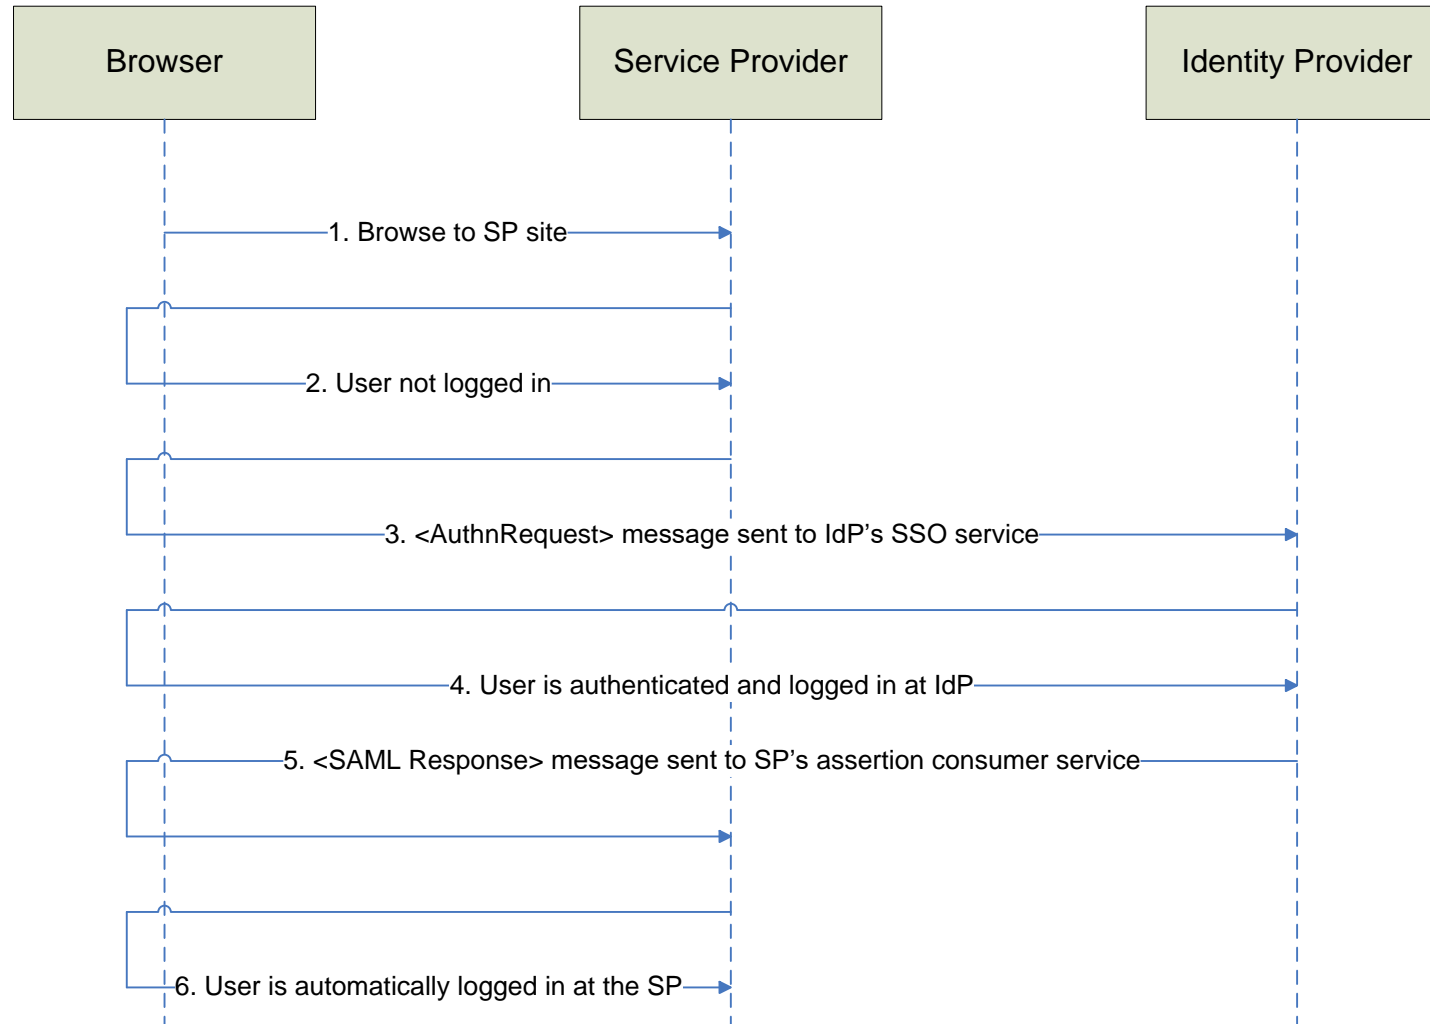 Browser
Service Provider
Identity Provider
1. Browse to SP site
2. User not logged in
3. <AuthnRequest> message sent to IdP’s SSO service
4. User is authenticated and logged in at IdP
5. <SAML Response> message sent to SP’s assertion consumer service
6. User is automatically logged in at the SP